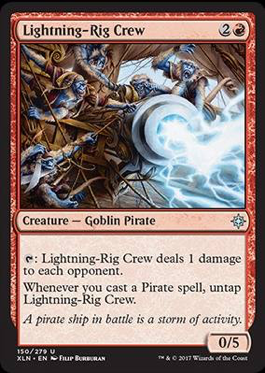 Lightning-Rig Crew 2
Creature — Goblin Pirate
: Lightning-Rig Crew deals 1 damage
to each opponent.
Whenever you cast a Pirate spell, untap
Lightning-Rig Crew.
A pirate ship in battle is a storm of activity.
0/5
150/279 U
XLN • EN Filip Burburan
™ & © 2017 Wizards of the Coast